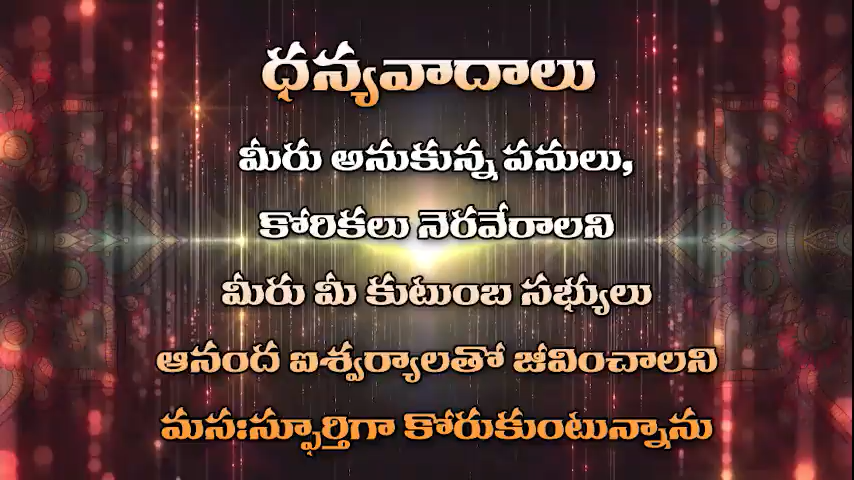 ధన్యవాదాలు
మీరు అనుకున్న పనులు,
కోరికలు నెరవేరాలని
మీరు మీ కుటుంబ సభ్యులు
ఆనంద ఐశ్వర్యాలతో జీవించాలని
మనఃస్ఫూర్తిగా కోరుకుంటున్నాను